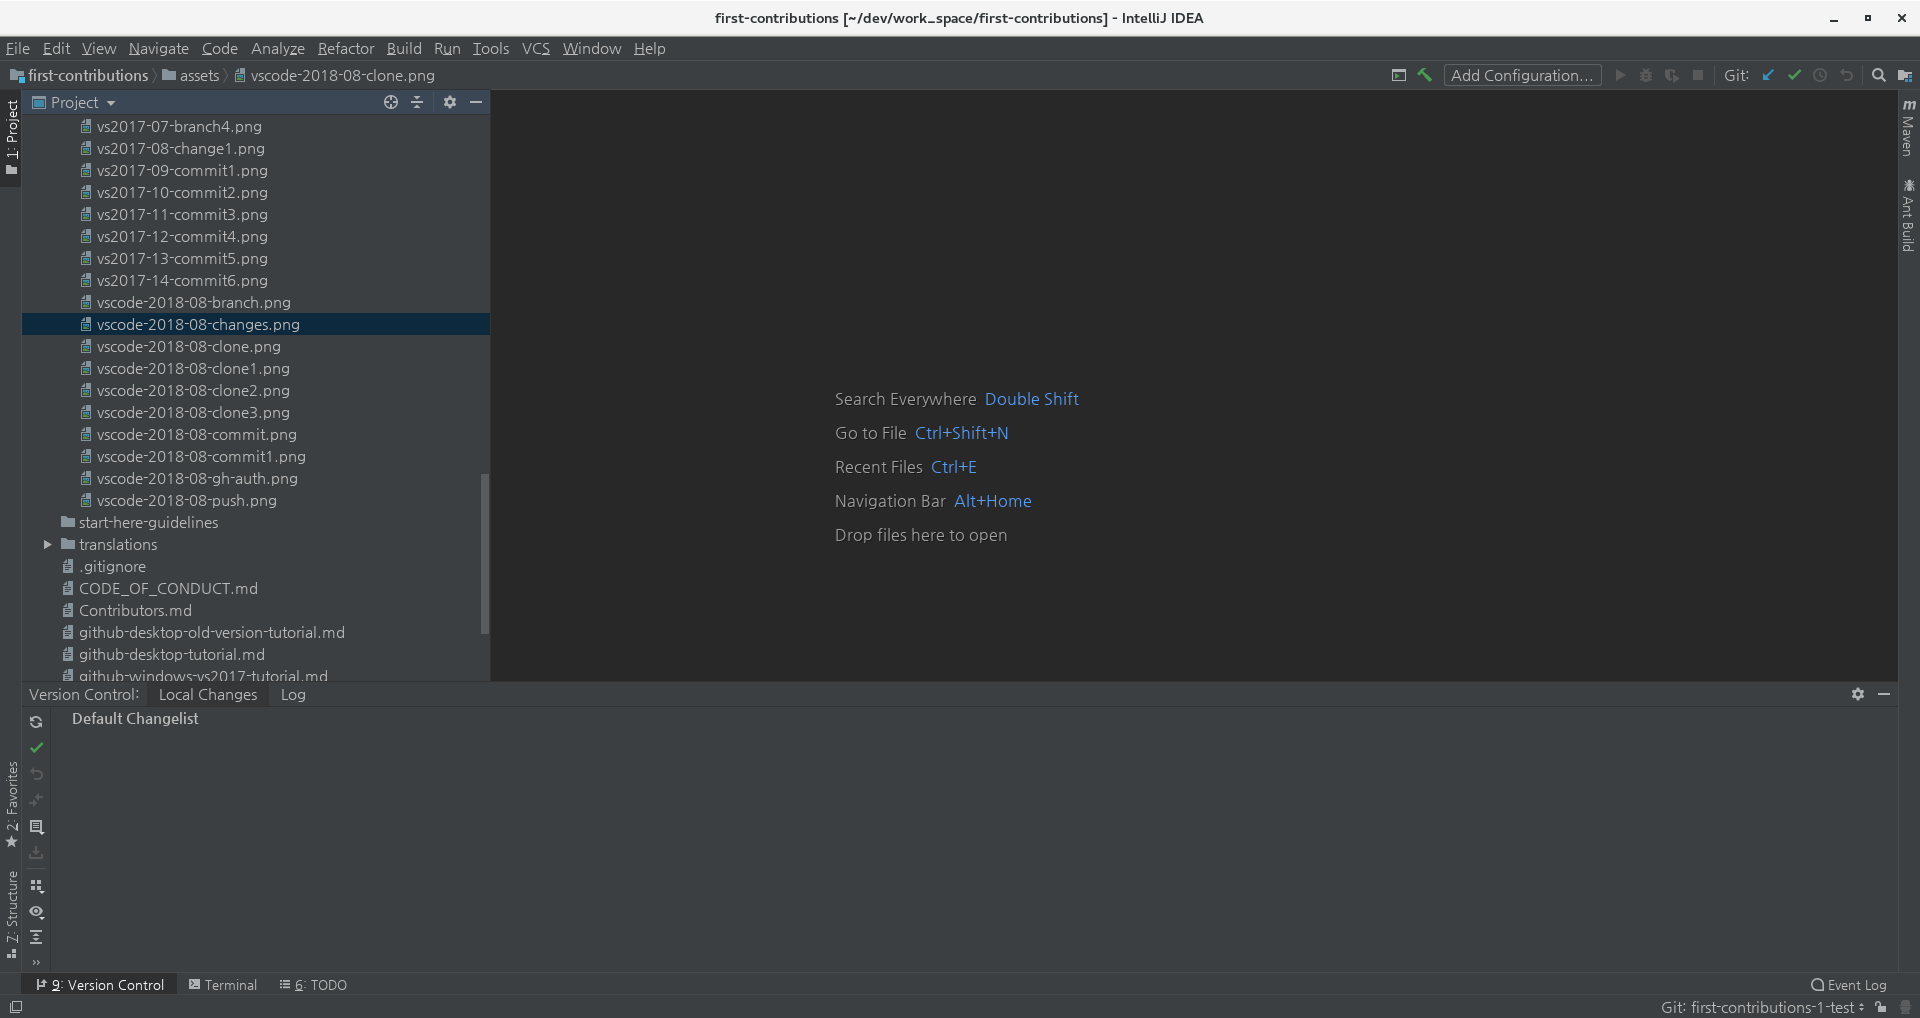 first-contributions [~/dev/work_space/first-contributions] - IntelliJ IDEA
File Edit View Navigate Code Analyze Refactor Build Run Tools VCS Window Help
first-contributions assets vscode-2018-08-clone.png
Add Configuration... Git:
1: Project
Project
vs2017-07-branch4.png
vs2017-08-change1.png
vs2017-09-commit1.png
vs2017-10-commit2.png
vs2017-11-commit3.png
vs2017-12-commit4.png
vs2017-13-commit5.png
vs2017-14-commit6.png
vscode-2018-08-branch.png
vscode-2018-08-changes.png
vscode-2018-08-clone.png
vscode-2018-08-clone1.png
vscode-2018-08-clone2.png
vscode-2018-08-clone3.png
vscode-2018-08-commit.png
vscode-2018-08-commit1.png
vscode-2018-08-gh-auth.png
vscode-2018-08-push.png
start-here-guidelines
translations
.gitignore
CODE_OF_CONDUCT.md
Contributors.md
github-desktop-old-version-tutorial.md
github-desktop-tutorial.md
github-windows-vs2017-tutorial.md
Search Everywhere Double Shift
Go to File Ctrl+Shift+N
Recent Files Ctrl+E
Navigation Bar Alt+Home
Drop files here to open
m Maven
Ant Build
Version Control: Local Changes Log
Default Changelist
2: Favorites
Z: Structure
9: Version Control Terminal 6: TODO
Event Log
Git: first-contributions-1-test